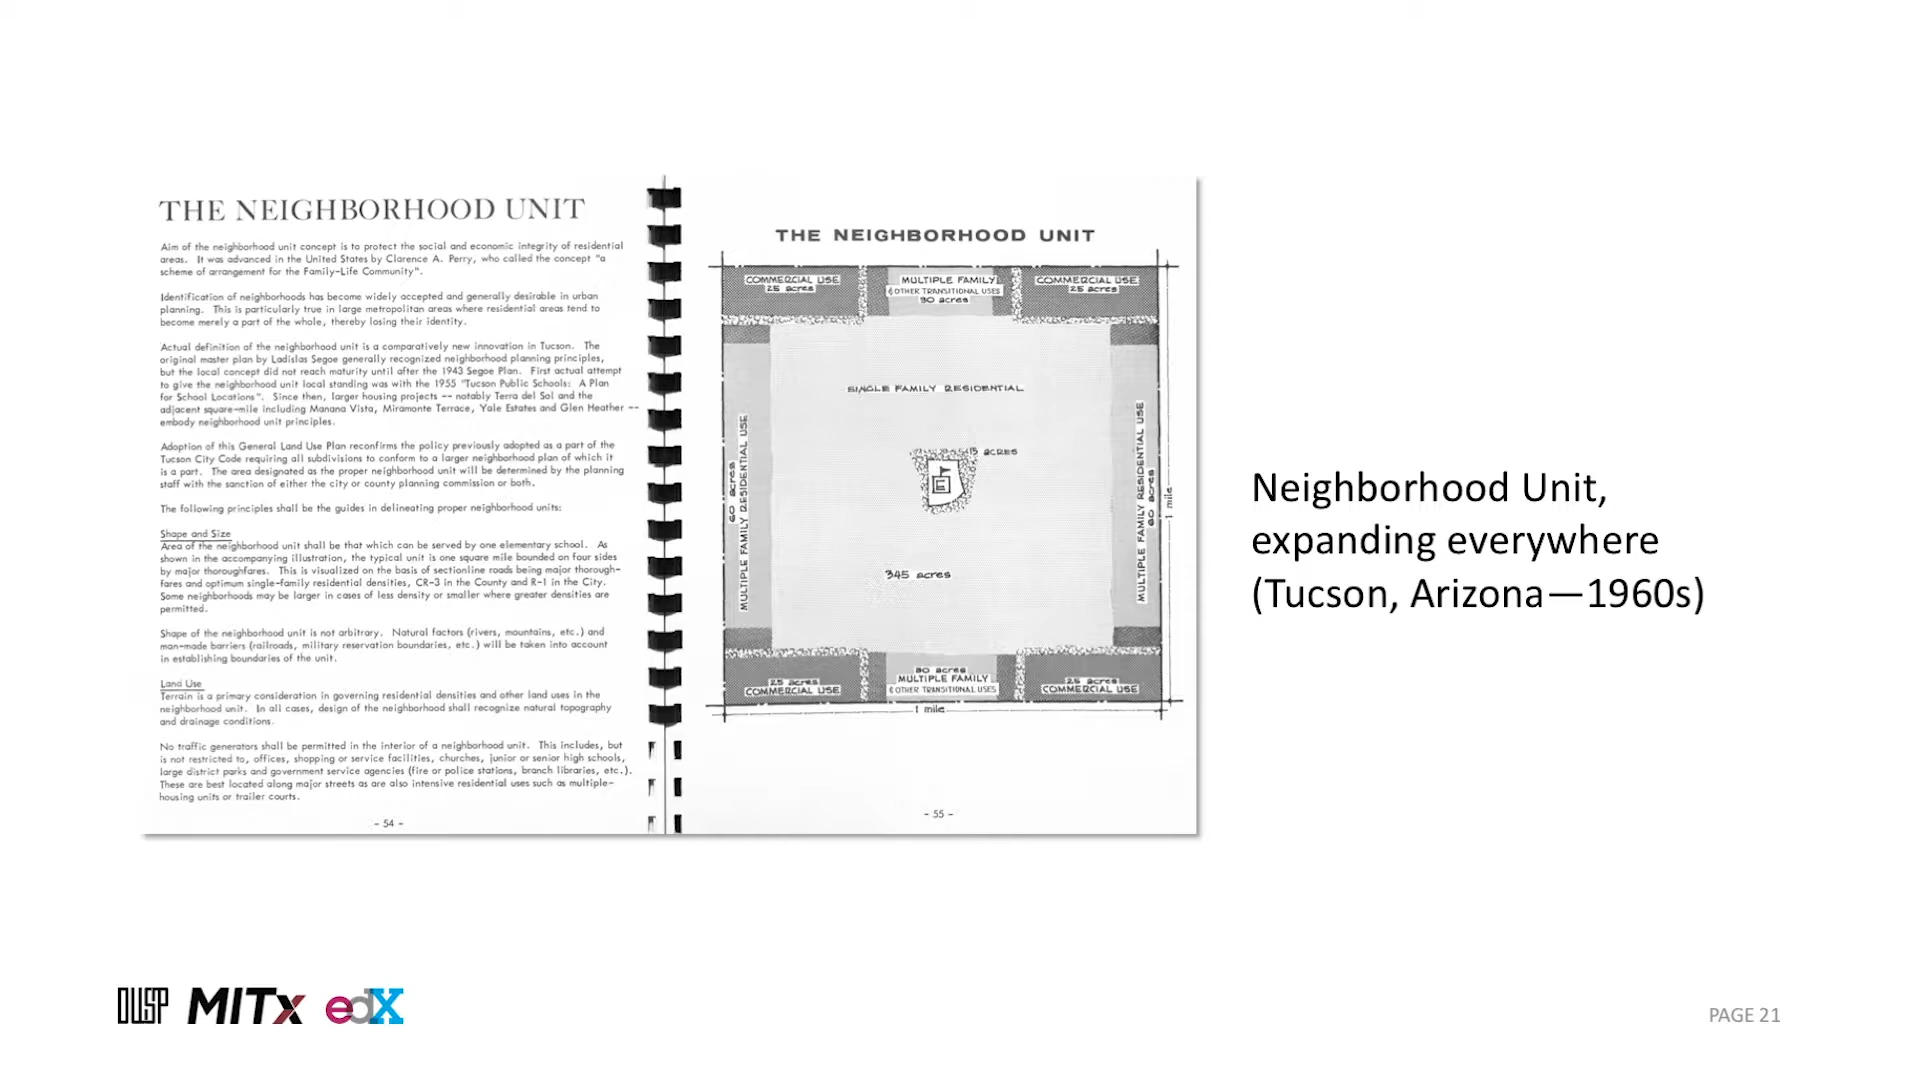 THE NEIGHBORHOOD UNIT
Aim of the neighborhood unit concept is to protect the social and economic integrity of residential
areas. It was advanced in the United States by Clarence A. Perry, who called the concept "a
scheme of arrangement for the Family-Life Community".
Identification of neighborhoods has become widely accepted and generally desirable in urban
planning. This is particularly true in large metropolitan areas where residential areas tend to
become merely a part of the whole, thereby losing their identity.
Actual definition of the neighborhood unit is a comparatively new innovation in Tucson. The
original master plan by Ladislas Segoe generally recognized neighborhood planning principles,
but the local concept did not reach maturity until after the 1943 Segoe Plan. First actual attempt
to give the neighborhood unit local standing was with the 1955 "Tucson Public Schools: A Plan
for School Locations". Since then, larger housing projects -- notably Terra del Sol and the
adjacent square-mile including Manana Vista, Miramonte Terrace, Yale Estates and Glen Heather --
embody neighborhood unit principles.
Adoption of this General Land Use Plan reconfirms the policy previously adopted as a part of the
Tucson City Code requiring all subdivisions to conform to a larger neighborhood plan of which it
is a part. The area designated as the proper neighborhood unit will be determined by the planning
staff with the sanction of either the city or county planning commission or both.
The following principles shall be the guides in delineating proper neighborhood units:
Shape and Size
Area of the neighborhood unit shall be that which can be served by one elementary school. As
shown in the accompanying illustration, the typical unit is one square mile bounded on four sides
by major thoroughfares. This is visualized on the basis of sectionline roads being major thorough-
fares and optimum single-family residential densities, CR-3 in the County and R-1 in the City.
Some neighborhoods may be larger in cases of less density or smaller where greater densities are
permitted.
Shape of the neighborhood unit is not arbitrary. Natural factors (rivers, mountains, etc.) and
man-made barriers (railroads, military reservation boundaries, etc.) will be taken into account
in establishing boundaries of the unit.
Land Use
Terrain is a primary consideration in governing residential densities and other land uses in the
neighborhood unit. In all cases, design of the neighborhood shall recognize natural topography
and drainage conditions.
No traffic generators shall be permitted in the interior of a neighborhood unit. This includes, but
is not restricted to, offices, shopping or service facilities, churches, junior or senior high schools,
large district parks and government service agencies (fire or police stations, branch libraries, etc.).
These are best located along major streets as are also intensive residential uses such as multiple-
housing units or trailer courts.
- 54 -
THE NEIGHBORHOOD UNIT
COMMERCIAL USE
25 acres
MULTIPLE FAMILY
& OTHER TRANSITIONAL USES
COMMERCIAL USE
25 acres
SINGLE FAMILY RESIDENTIAL
15 acres
345 acres
60 acres
MULTIPLE FAMILY RESIDENTIAL USE
MULTIPLE FAMILY RESIDENTIAL USE
60 acres
1 mile
25 acres
COMMERCIAL USE
MULTIPLE FAMILY
& OTHER TRANSITIONAL USES
25 acres
COMMERCIAL USE
1 mile
- 55 -
Neighborhood Unit,
expanding everywhere
(Tucson, Arizona—1960s)
DUSP MITx edX
PAGE 21